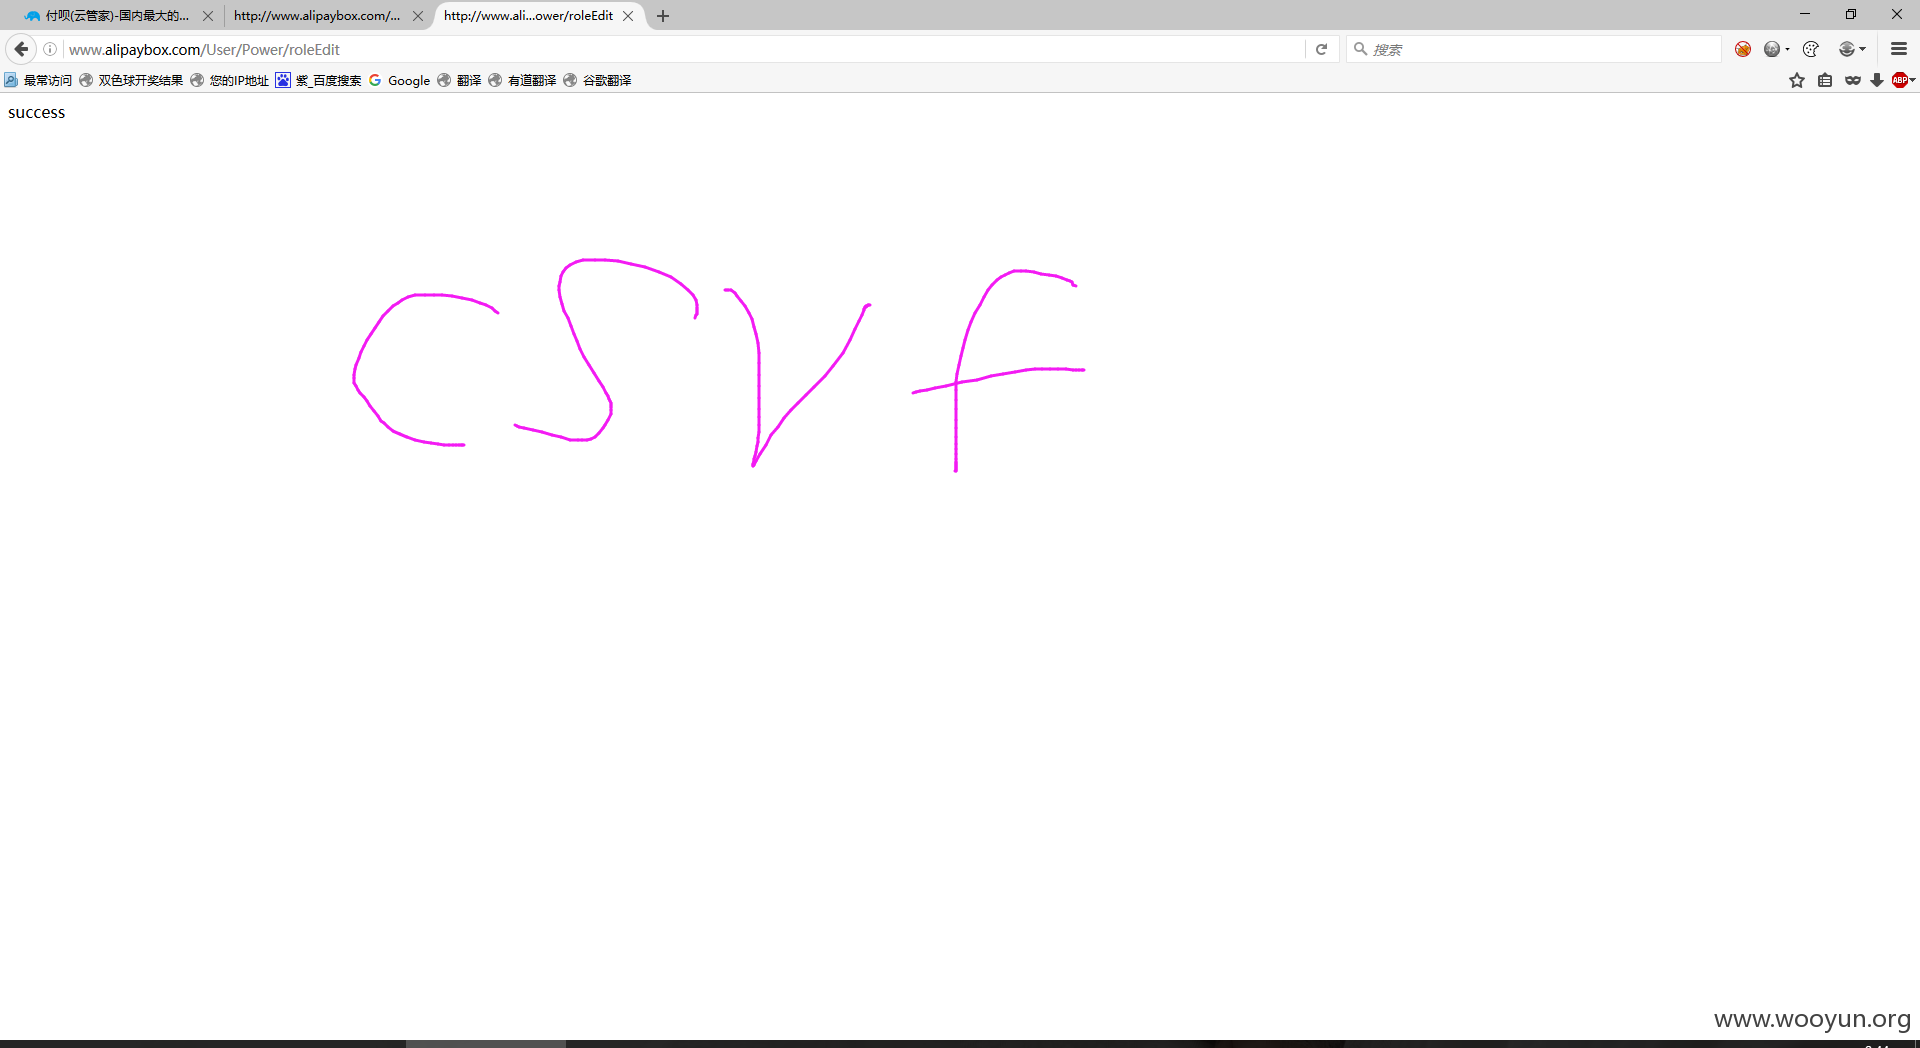 付呗(云管家)-国内最大的...
http://www.alipaybox.com/...
http://www.ali...ower/roleEdit
www.alipaybox.com/User/Power/roleEdit
搜索
最常访问 双色球开奖结果 您的IP地址 紫_百度搜索 Google 翻译 有道翻译 谷歌翻译
ABP
success
CSVF
www.wooyun.org